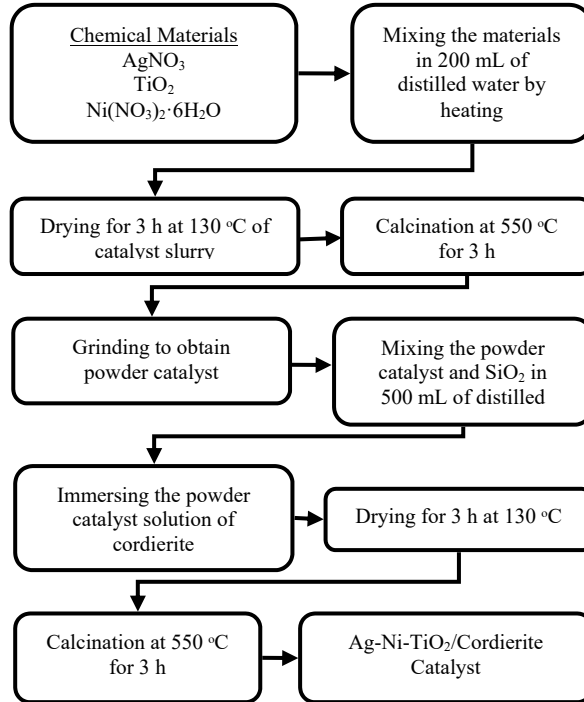 Chemical Materials
AgNO₃
TiO₂
Ni(NO₃)₂·6H₂O
Mixing the materials
in 200 mL of
distilled water by
heating
Drying for 3 h at 130 °C of
catalyst slurry
Calcination at 550 °C
for 3 h
Grinding to obtain
powder catalyst
Mixing the powder
catalyst and SiO₂ in
500 mL of distilled
Immersing the powder
catalyst solution of
cordierite
Drying for 3 h at 130 °C
Calcination at 550 °C
for 3 h
Ag-Ni-TiO₂/Cordierite
Catalyst